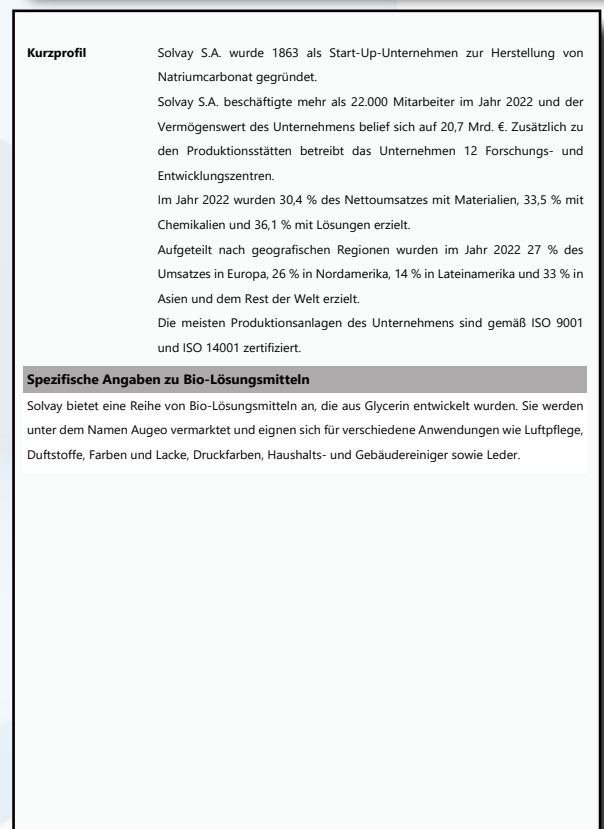 Kurzprofil Solvay S.A. wurde 1863 als Start-Up-Unternehmen zur Herstellung von
Natriumcarbonat gegründet.
Solvay S.A. beschäftigte mehr als 22.000 Mitarbeiter im Jahr 2022 und der
Vermögenswert des Unternehmens belief sich auf 20,7 Mrd. €. Zusätzlich zu
den Produktionsstätten betreibt das Unternehmen 12 Forschungs- und
Entwicklungszentren.
Im Jahr 2022 wurden 30,4 % des Nettoumsatzes mit Materialien, 33,5 % mit
Chemikalien und 36,1 % mit Lösungen erzielt.
Aufgeteilt nach geografischen Regionen wurden im Jahr 2022 27 % des
Umsatzes in Europa, 26 % in Nordamerika, 14 % in Lateinamerika und 33 % in
Asien und dem Rest der Welt erzielt.
Die meisten Produktionsanlagen des Unternehmens sind gemäß ISO 9001
und ISO 14001 zertifiziert.
Spezifische Angaben zu Bio-Lösungsmitteln
Solvay bietet eine Reihe von Bio-Lösungsmitteln an, die aus Glycerin entwickelt wurden. Sie werden
unter dem Namen Augeo vermarktet und eignen sich für verschiedene Anwendungen wie Luftpflege,
Duftstoffe, Farben und Lacke, Druckfarben, Haushalts- und Gebäudereiniger sowie Leder.